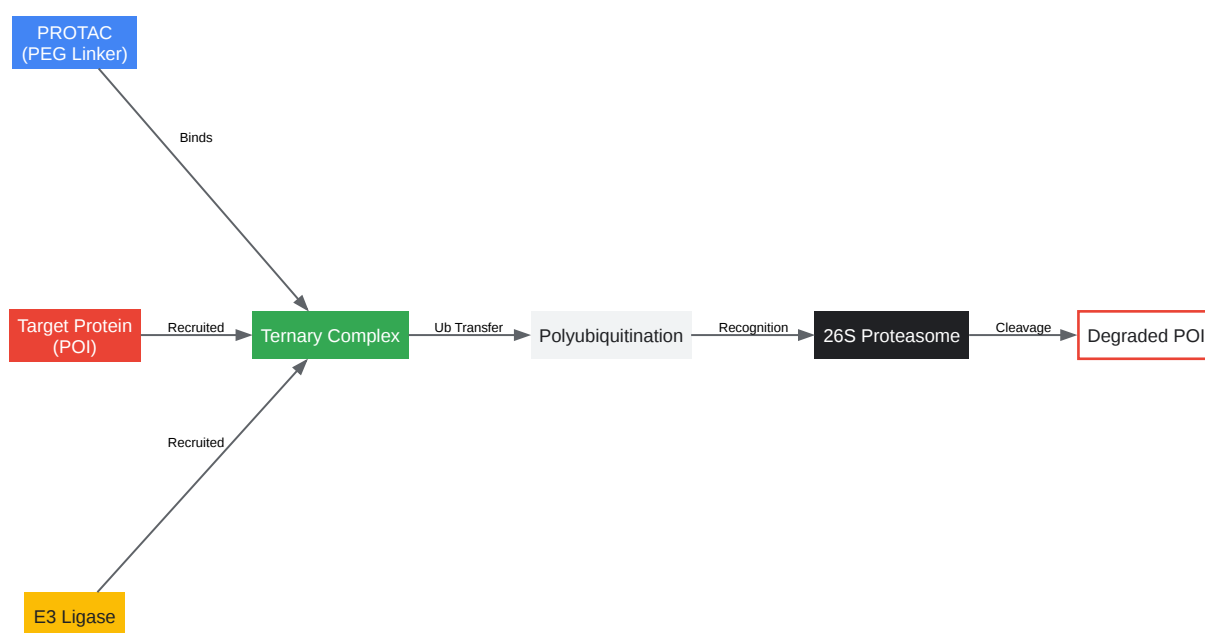 PROTAC
(PEG Linker)
Binds
Target Protein
(POI)
Recruited
Ternary Complex
Ub Transfer
Polyubiquitination
Recognition
26S Proteasome
Cleavage
Degraded POI
Recruited
E3 Ligase